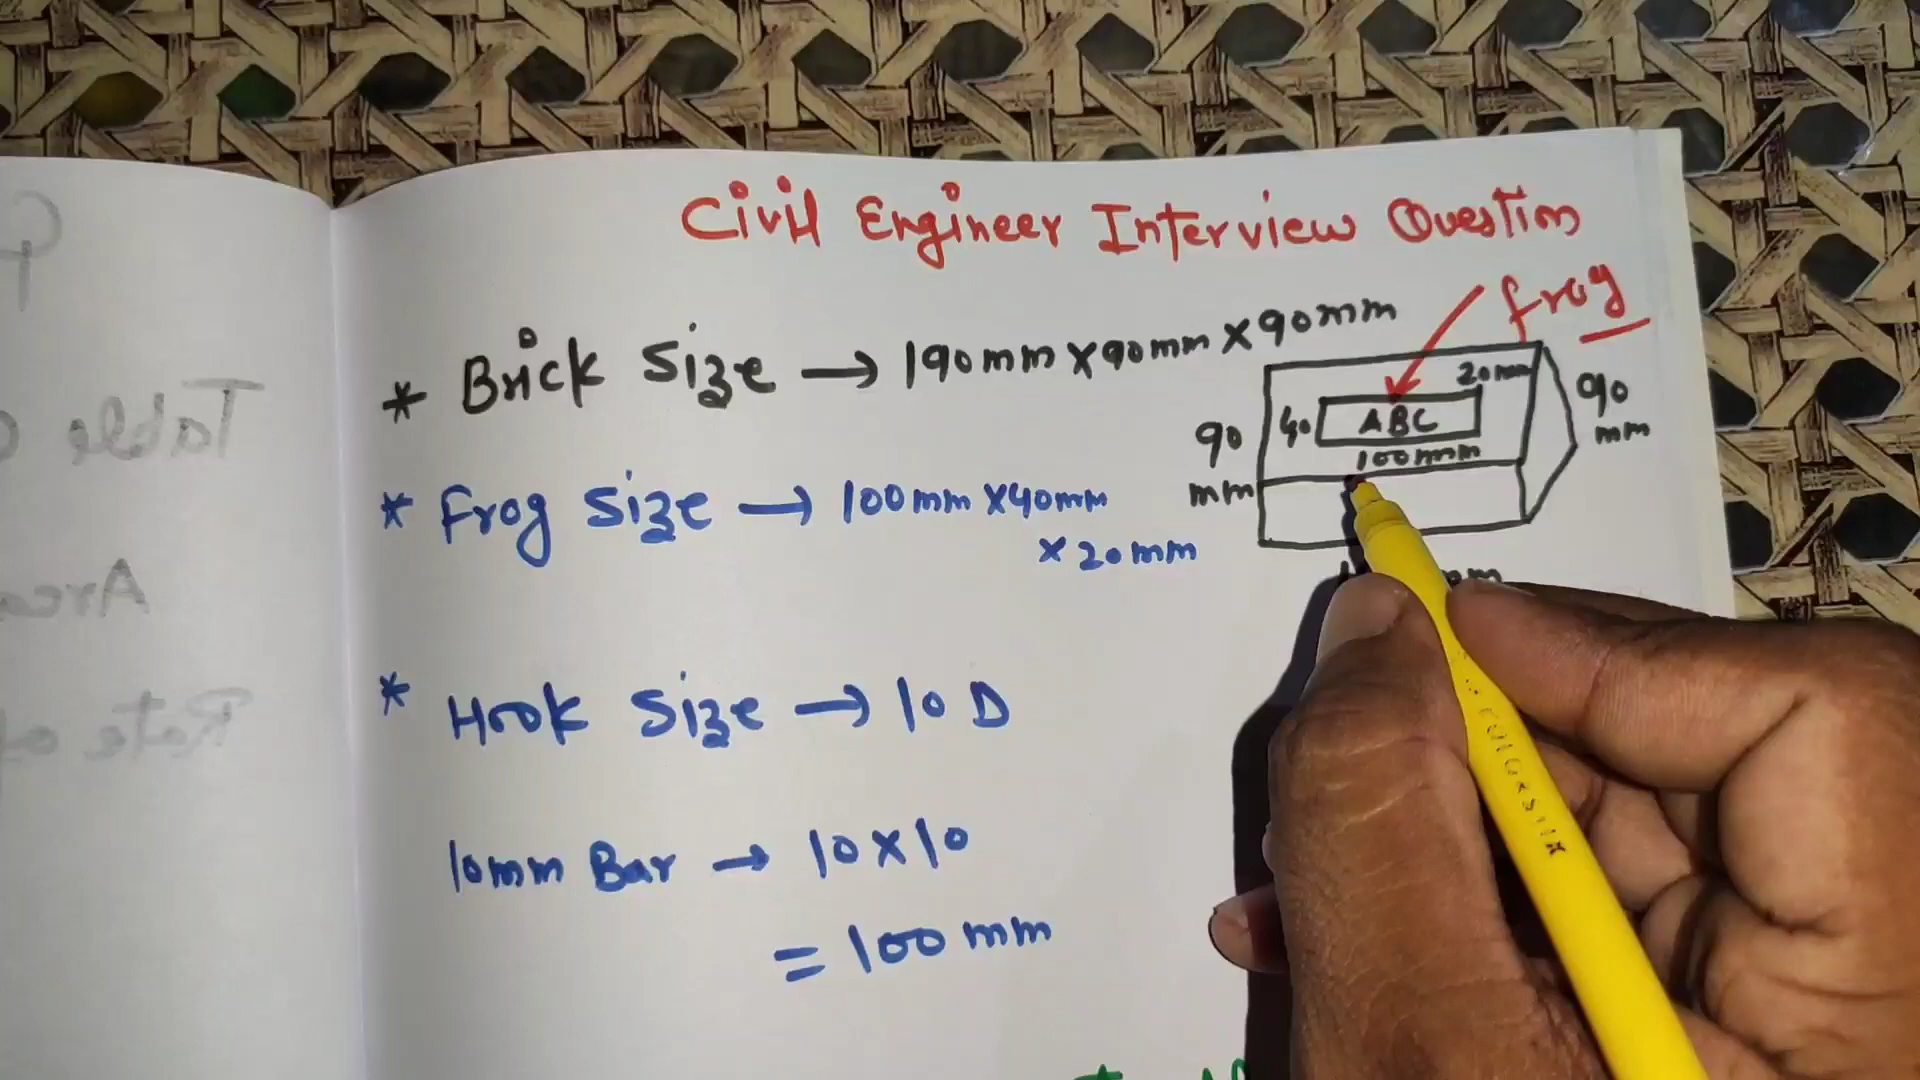 Civil Engineer Interview Question
frog
* Brick Size → 190mm x 90mm x 90mm
20mm
90 mm
40
ABC
100mm
90 mm
* Frog Size → 100mm x 40mm
x 20mm
* Hook Size → 10 D
10mm Bar → 10 x 10
= 100 mm